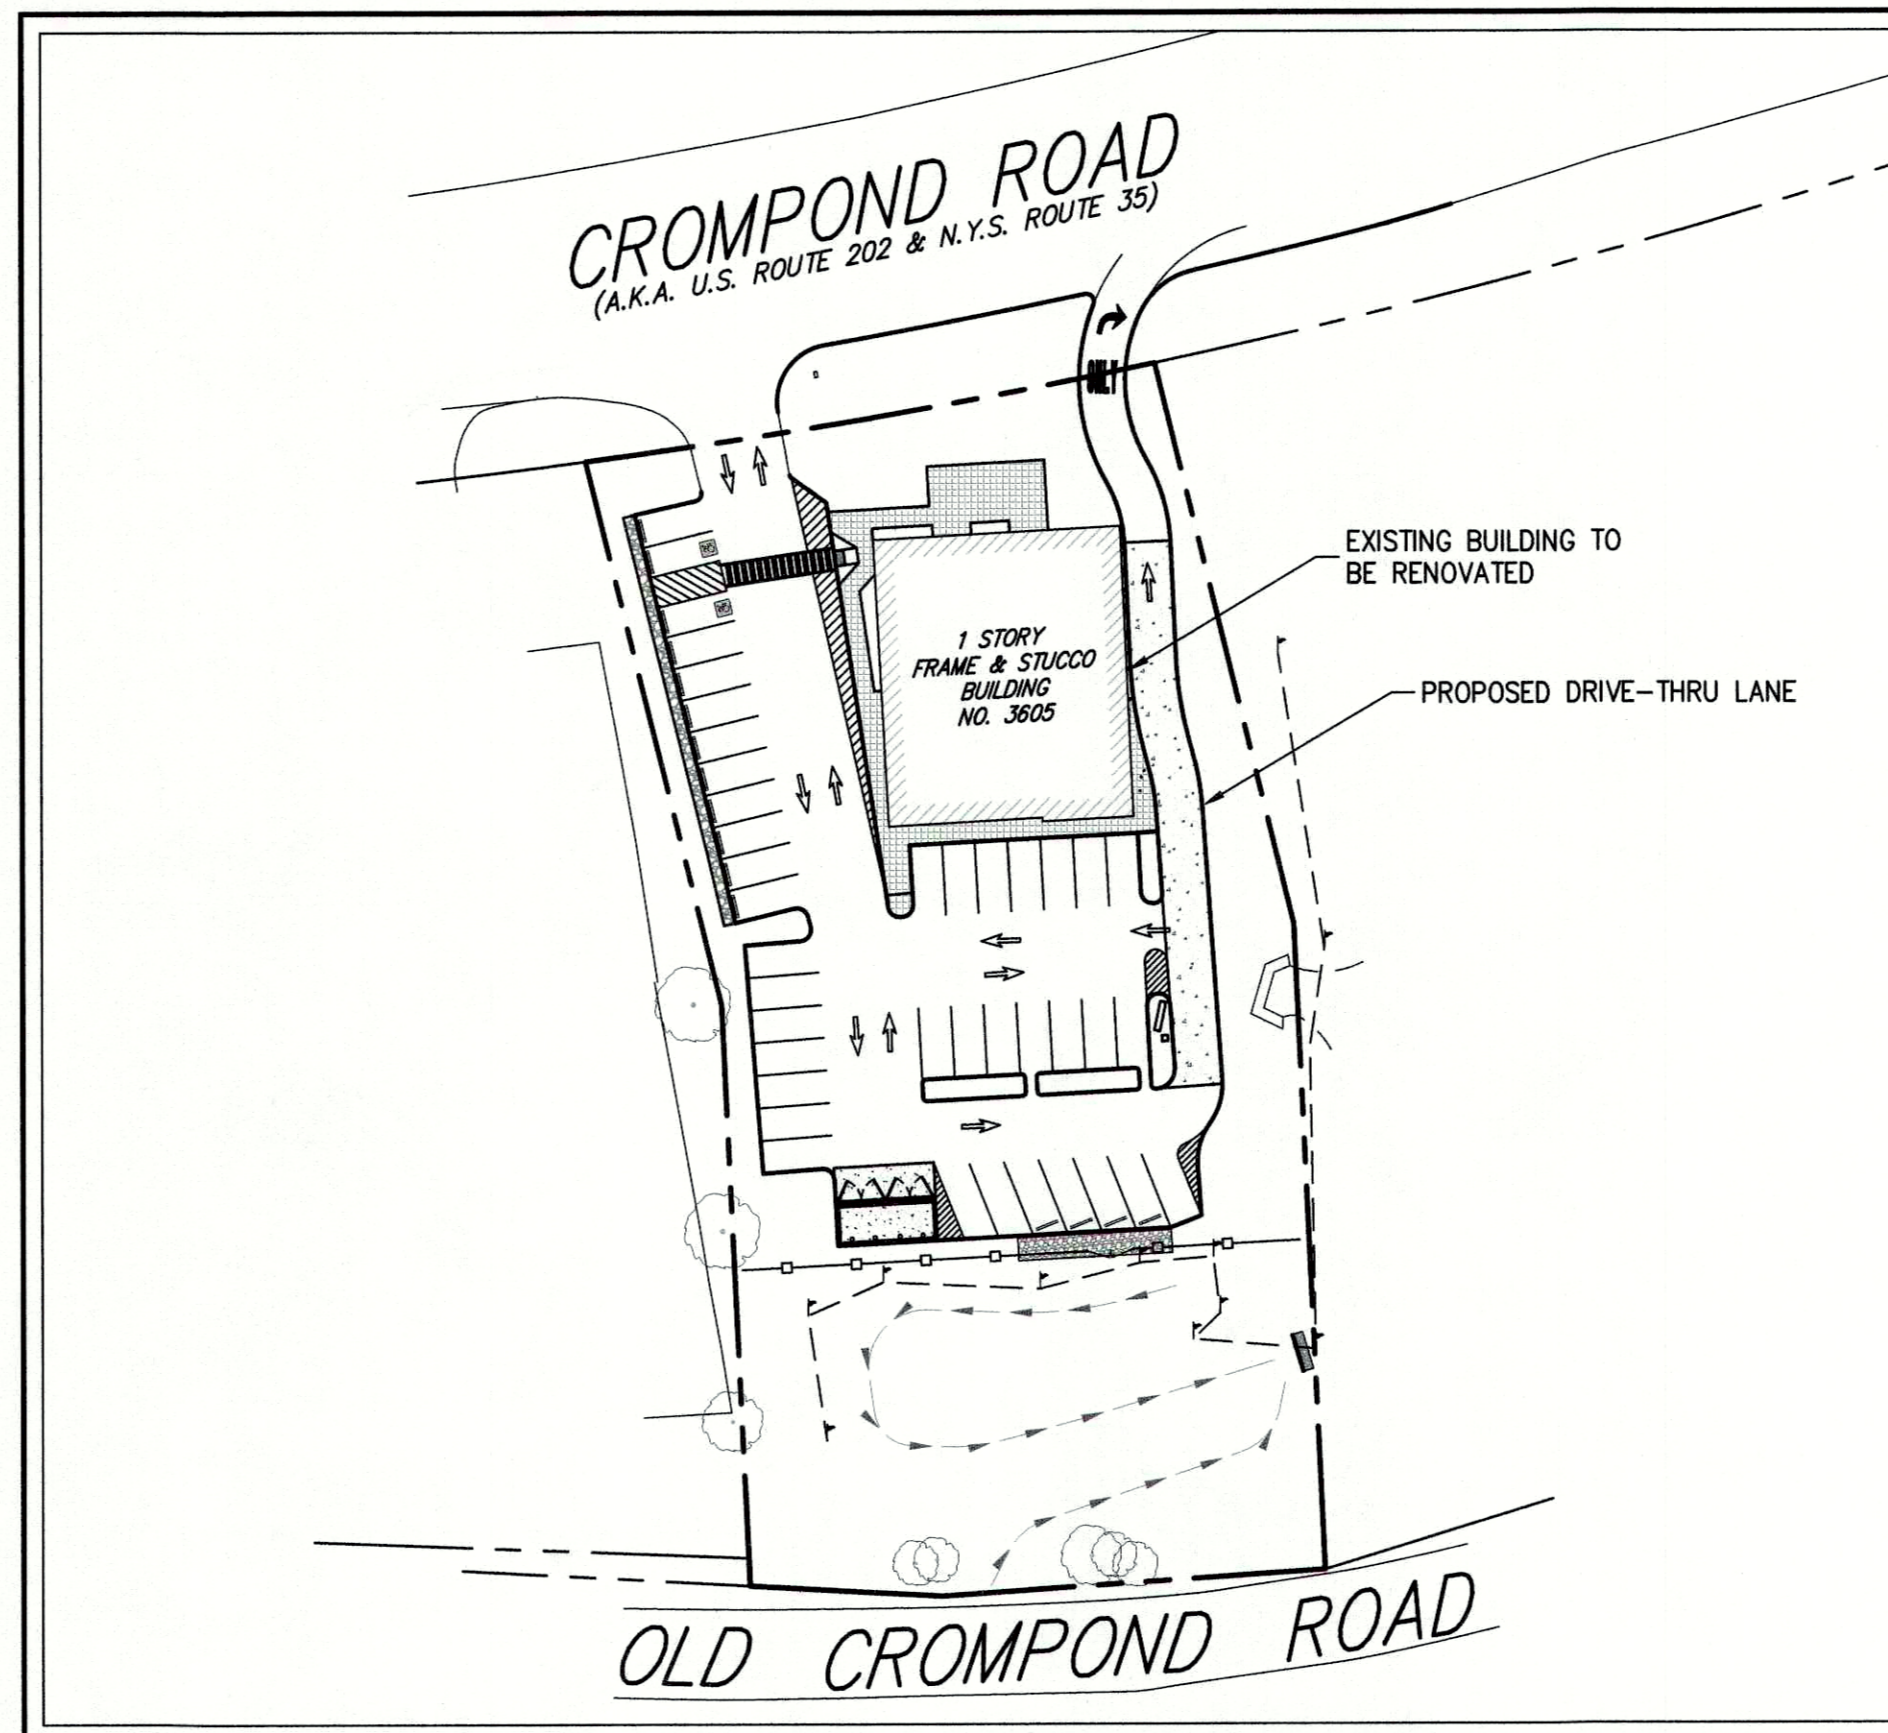 CROMPOND ROAD
(A.K.A. U.S. ROUTE 202 & N.Y.S. ROUTE 35)
ONLY
EXISTING BUILDING TO
BE RENOVATED
1 STORY
FRAME & STUCCO
BUILDING
NO. 3605
PROPOSED DRIVE-THRU LANE
OLD CROMPOND ROAD